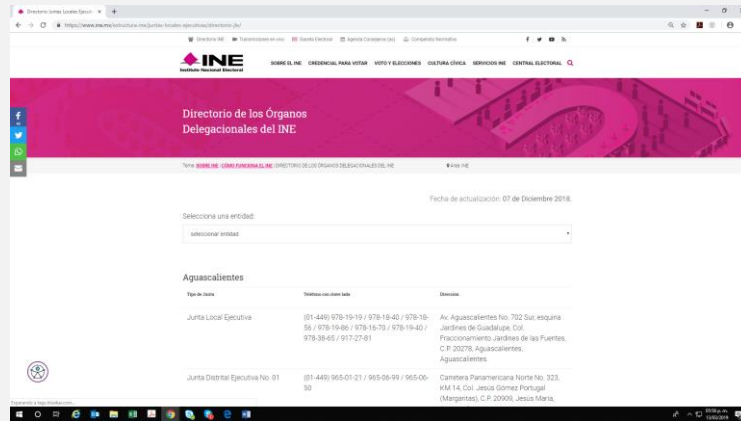 Directorio Juntas Locales Ejecuti
https://www.ine.mx/estructura-ine/juntas-locales-ejecutivas/directorio-jle/
Directorio INE Transmisiones en vivo Gaceta Electoral Agenda Consejeros (as) Compendio Normativo
INE
Instituto Nacional Electoral
SOBRE EL INE CREDENCIAL PARA VOTAR VOTO Y ELECCIONES CULTURA CÍVICA SERVICIOS INE CENTRAL ELECTORAL
Directorio de los Órganos
Delegacionales del INE
Tema: SOBRE INE CÓMO FUNCIONA EL INE DIRECTORIO DE LOS ÓRGANOS DELEGACIONALES DEL INE Área: INE
Fecha de actualización: 07 de Diciembre 2018.
Selecciona una entidad:
seleccionar entidad
Aguascalientes
Tipo de Junta Teléfono con clave lada Dirección
Junta Local Ejecutiva (01-449) 978-19-19 / 978-18-40 / 978-18- Av. Aguascalientes No. 702 Sur, esquina
56 / 978-19-86 / 978-16-70 / 978-19-40 / Jardines de Guadalupe, Col.
978-38-65 / 917-27-81 Fraccionamiento Jardines de las Fuentes,
C.P. 20278, Aguascalientes,
Aguascalientes
Junta Distrital Ejecutiva No. 01 (01-449) 965-01-21 / 965-06-99 / 965-06- Carretera Panamericana Norte No. 323,
50 KM 14, Col. Jesús Gómez Portugal
(Margaritas), C.P. 20909, Jesús María,
12/02/2019